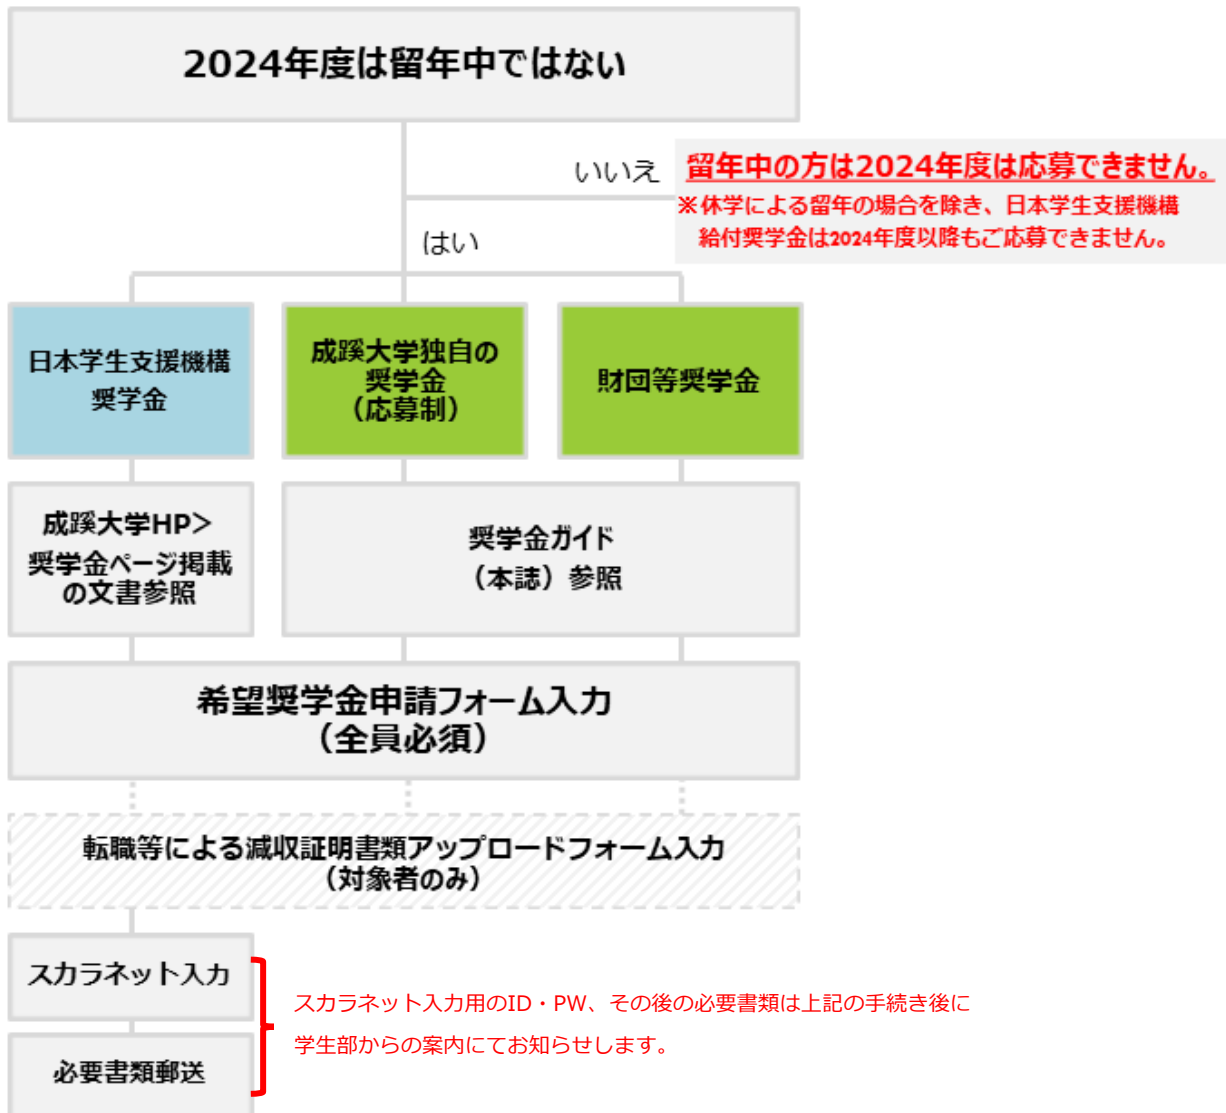 2024年度は留年中ではない
いいえ
留年中の方は2024年度は応募できません。
※休学による留年の場合を除き、日本学生支援機構
給付奨学金は2024年度以降もご応募できません。
はい
日本学生支援機構
奨学金
成蹊大学独自の
奨学金
（応募制）
財団等奨学金
成蹊大学HP＞
奨学金ページ掲載
の文書参照
奨学金ガイド
（本誌）参照
希望奨学金申請フォーム入力
（全員必須）
転職等による減収証明書類アップロードフォーム入力
（対象者のみ）
スカラネット入力
スカラネット入力用のID・PW、その後の必要書類は上記の手続き後に
学生部からの案内にてお知らせします。
必要書類郵送